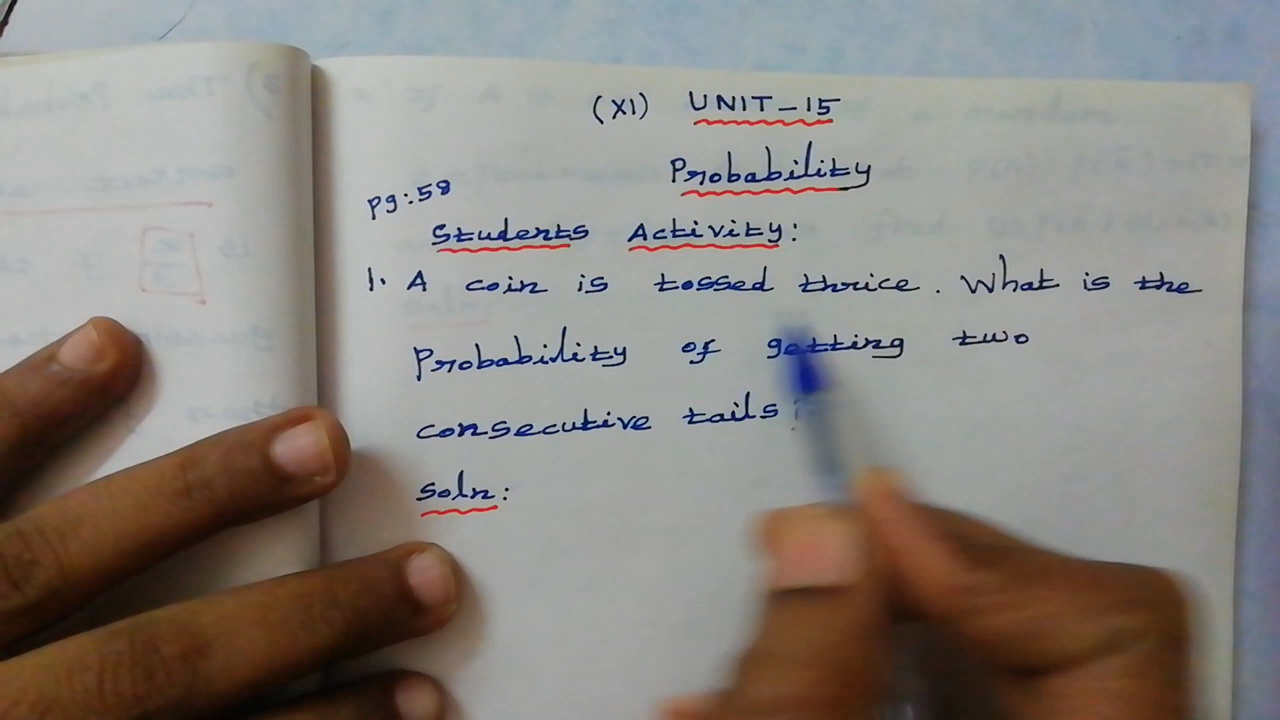 (XI) UNIT-15
Probability
pg:58
Students Activity:
1. A coin is tossed thrice. What is the
Probability of getting two
consecutive tails?
Soln: